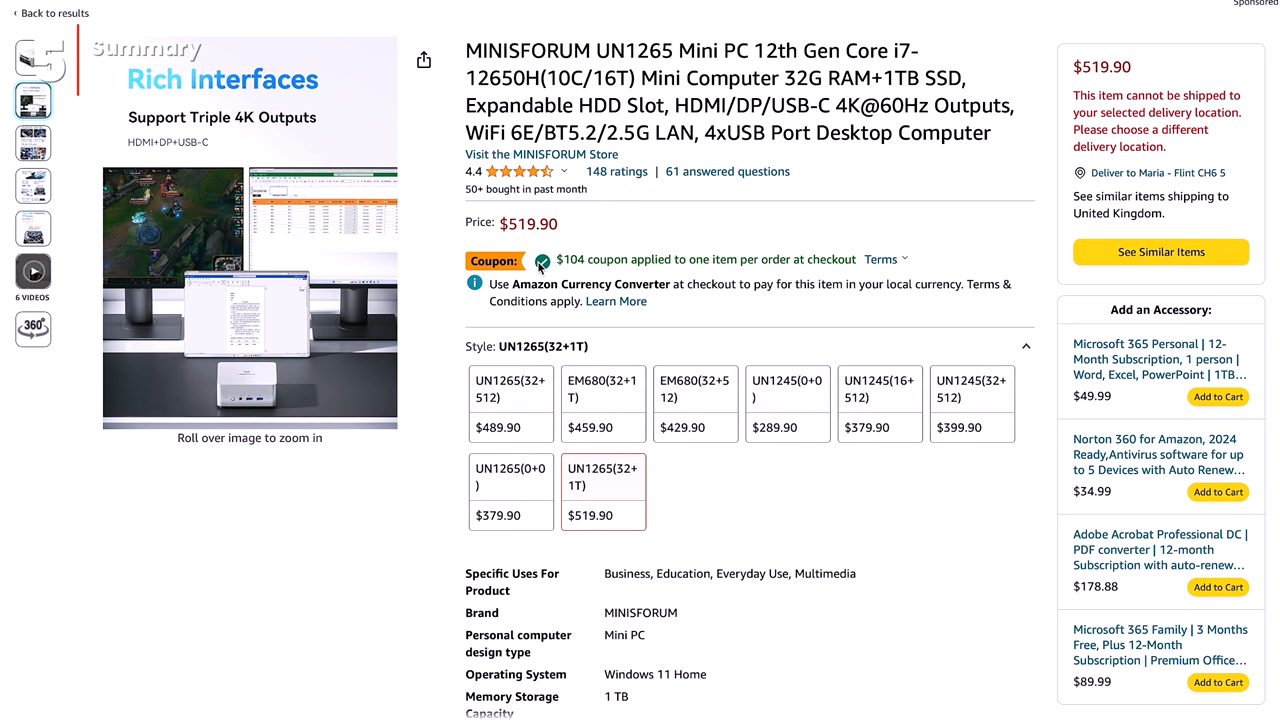 ‹ Back to results
Sponsored
5
Summary
Rich Interfaces
Support Triple 4K Outputs
HDMI+DP+USB-C
Roll over image to zoom in
6 VIDEOS
360°
MINISFORUM UN1265 Mini PC 12th Gen Core i7-
12650H(10C/16T) Mini Computer 32G RAM+1TB SSD,
Expandable HDD Slot, HDMI/DP/USB-C 4K@60Hz Outputs,
WiFi 6E/BT5.2/2.5G LAN, 4xUSB Port Desktop Computer
Visit the MINISFORUM Store
4.4 148 ratings | 61 answered questions
50+ bought in past month
Price: $519.90
Coupon: $104 coupon applied to one item per order at checkout Terms
Use Amazon Currency Converter at checkout to pay for this item in your local currency. Terms &
Conditions apply. Learn More
Style: UN1265(32+1T)
UN1265(32+
512)
$489.90
EM680(32+1
T)
$459.90
EM680(32+5
12)
$429.90
UN1245(0+0
)
$289.90
UN1245(16+
512)
$379.90
UN1245(32+
512)
$399.90
UN1265(0+0
)
$379.90
UN1265(32+
1T)
$519.90
Specific Uses For
Product
Business, Education, Everyday Use, Multimedia
Brand MINISFORUM
Personal computer
design type
Mini PC
Operating System Windows 11 Home
Memory Storage
Capacity
1 TB
$519.90
This item cannot be shipped to
your selected delivery location.
Please choose a different
delivery location.
Deliver to Maria - Flint CH6 5
See similar items shipping to
United Kingdom.
See Similar Items
Add an Accessory:
Microsoft 365 Personal | 12-
Month Subscription, 1 person |
Word, Excel, PowerPoint | 1TB...
$49.99 Add to Cart
Norton 360 for Amazon, 2024
Ready,Antivirus software for up
to 5 Devices with Auto Renew...
$34.99 Add to Cart
Adobe Acrobat Professional DC |
PDF converter | 12-month
Subscription with auto-renew...
$178.88 Add to Cart
Microsoft 365 Family | 3 Months
Free, Plus 12-Month
Subscription | Premium Office...
$89.99 Add to Cart